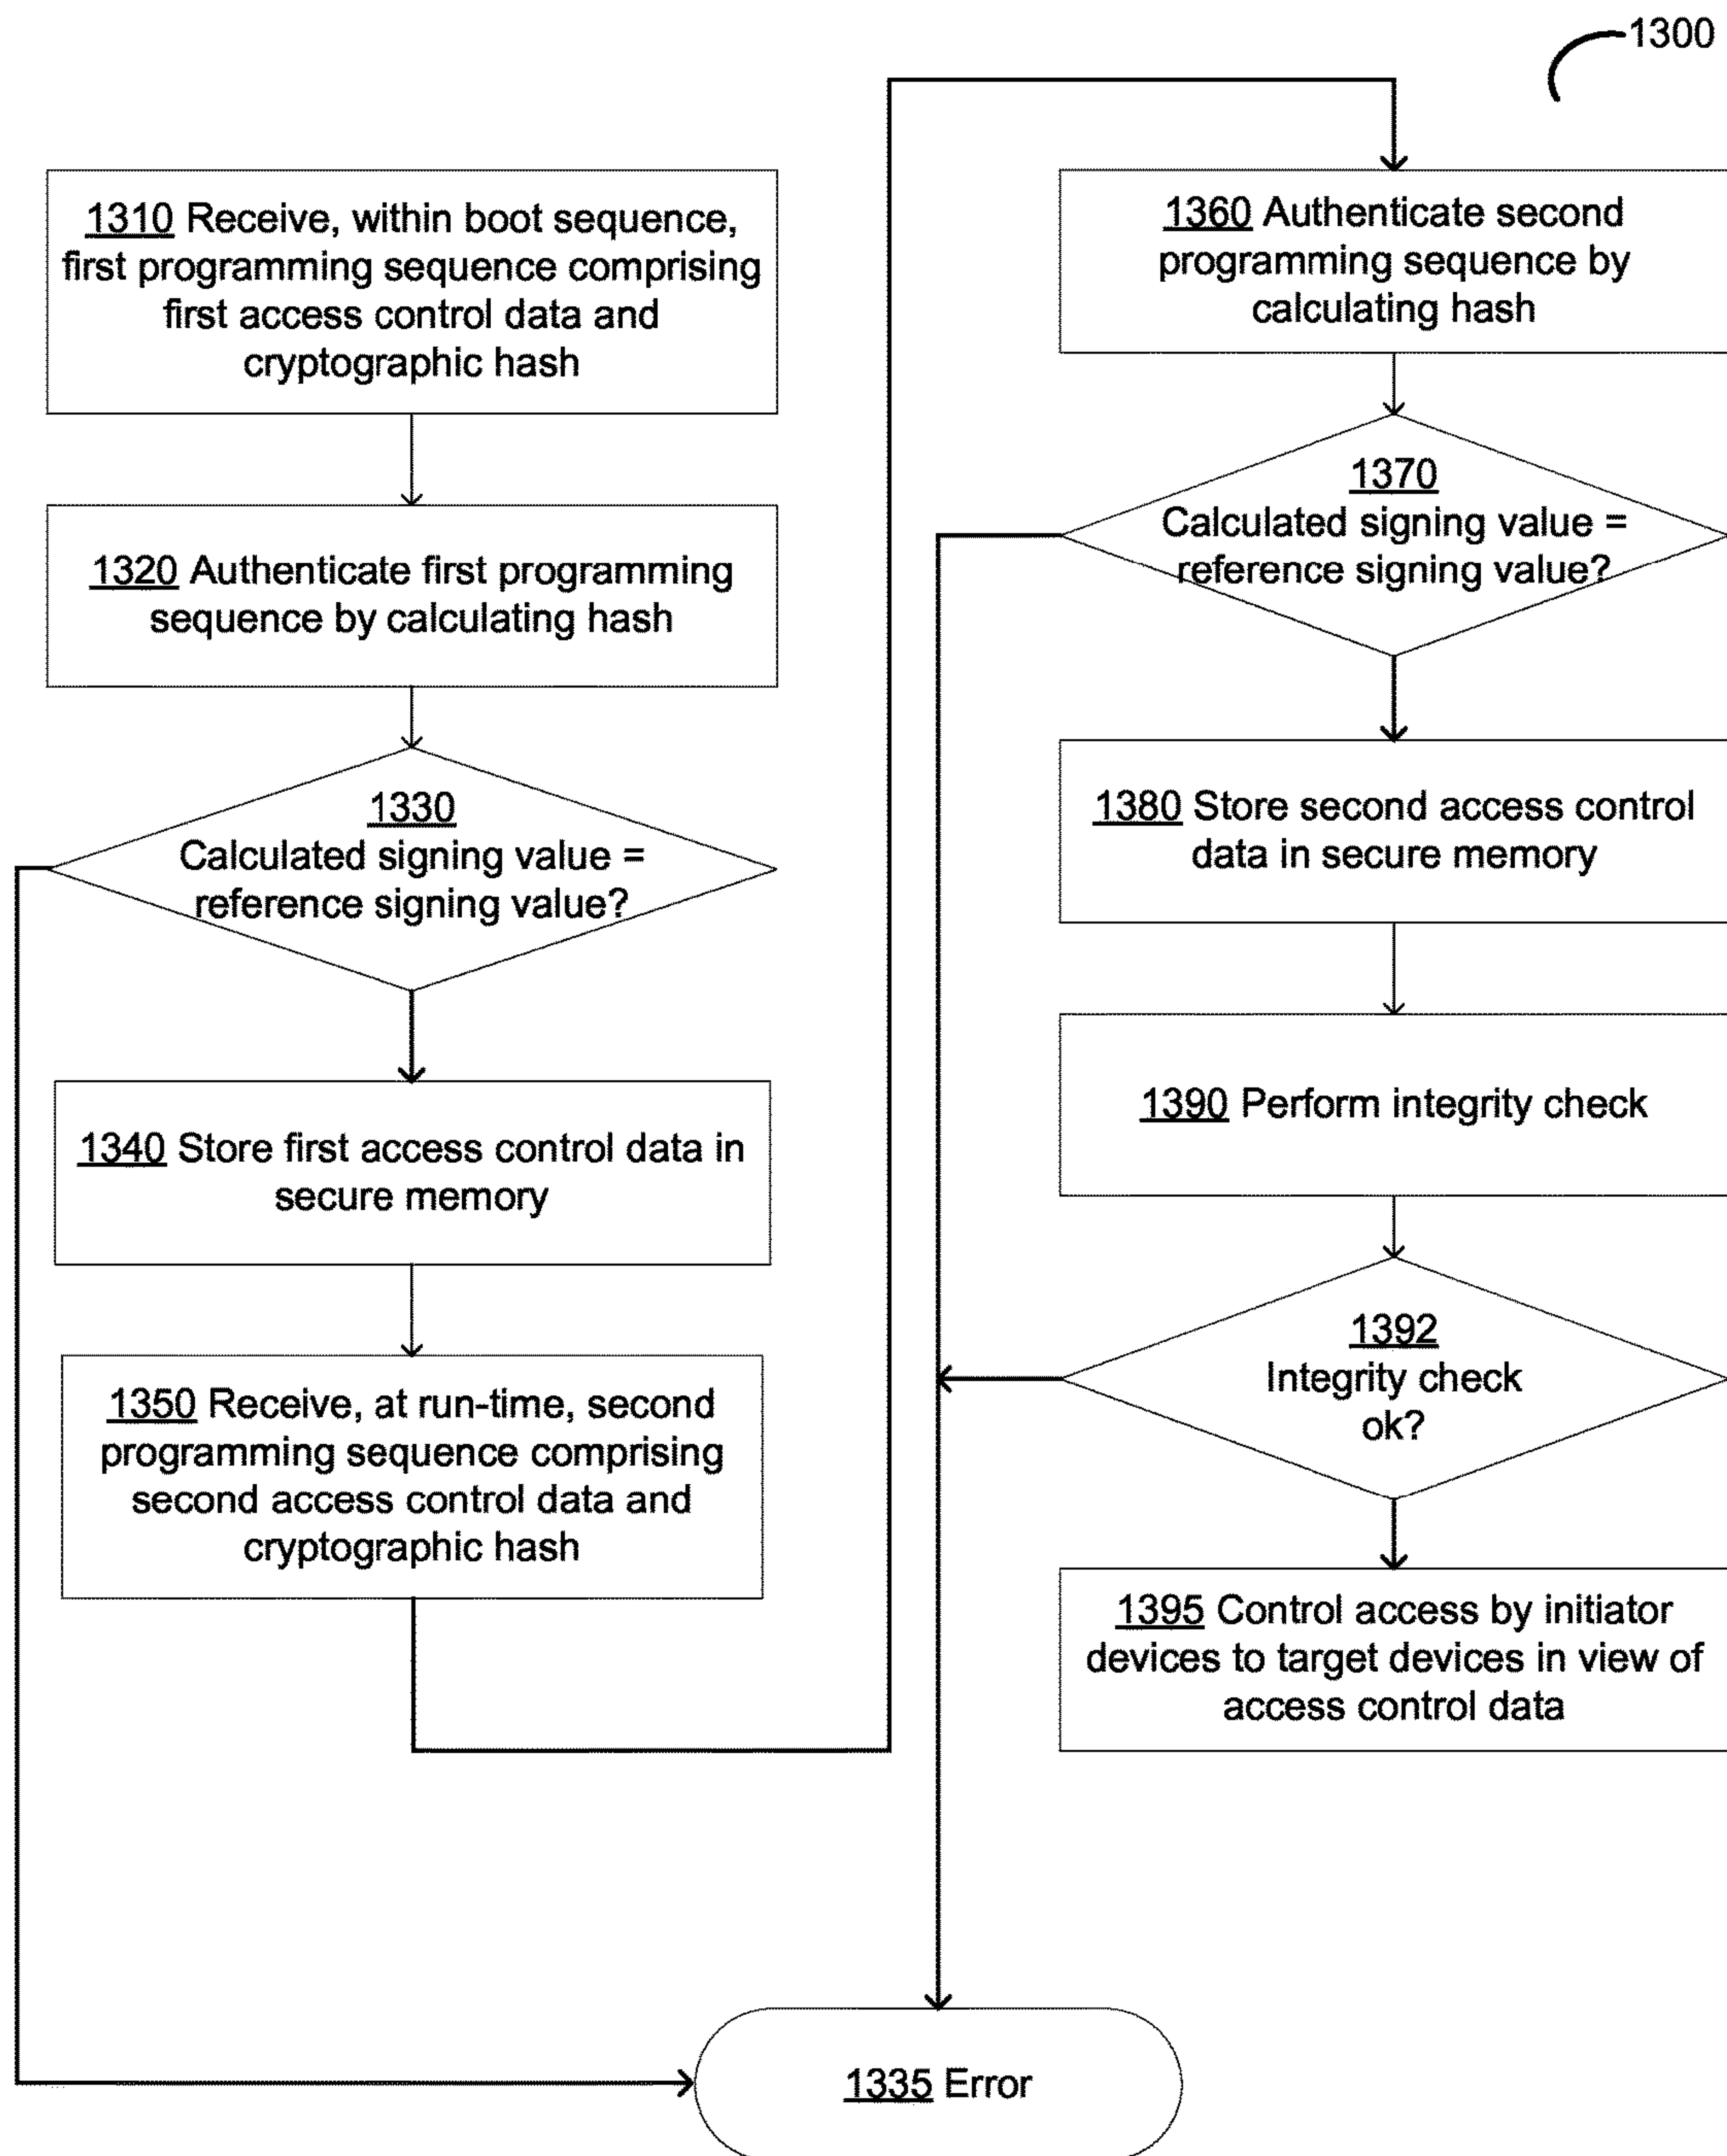 1300
1310 Receive, within boot sequence,
first programming sequence comprising
first access control data and
cryptographic hash
1320 Authenticate first programming
sequence by calculating hash
1330
Calculated signing value =
reference signing value?
1340 Store first access control data in
secure memory
1350 Receive, at run-time, second
programming sequence comprising
second access control data and
cryptographic hash
1360 Authenticate second
programming sequence by
calculating hash
1370
Calculated signing value =
reference signing value?
1380 Store second access control
data in secure memory
1390 Perform integrity check
1392
Integrity check
ok?
1395 Control access by initiator
devices to target devices in view of
access control data
1335 Error